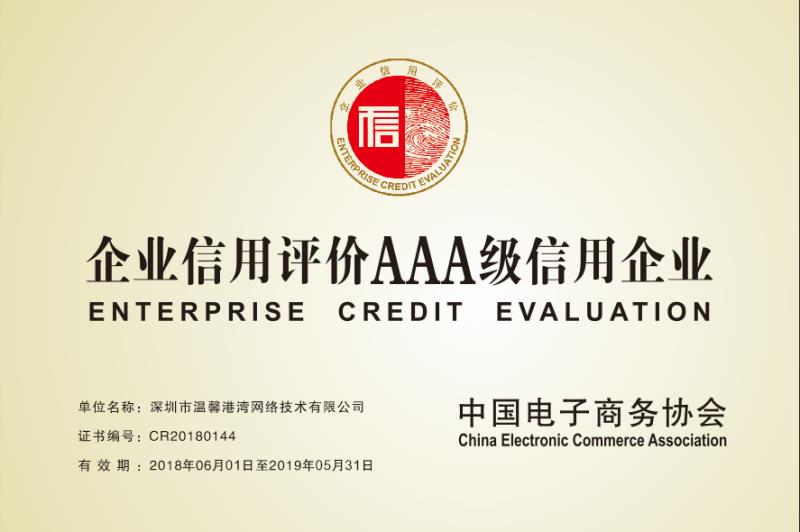 企业信用评价
信
ENTERPRISE CREDIT EVALUATION
企业信用评价AAA级信用企业
ENTERPRISE CREDIT EVALUATION
单位名称：深圳市温馨港湾网络技术有限公司
证书编号：CR20180144
有 效 期 ：2018年06月01日至2019年05月31日
中国电子商务协会
China Electronic Commerce Association